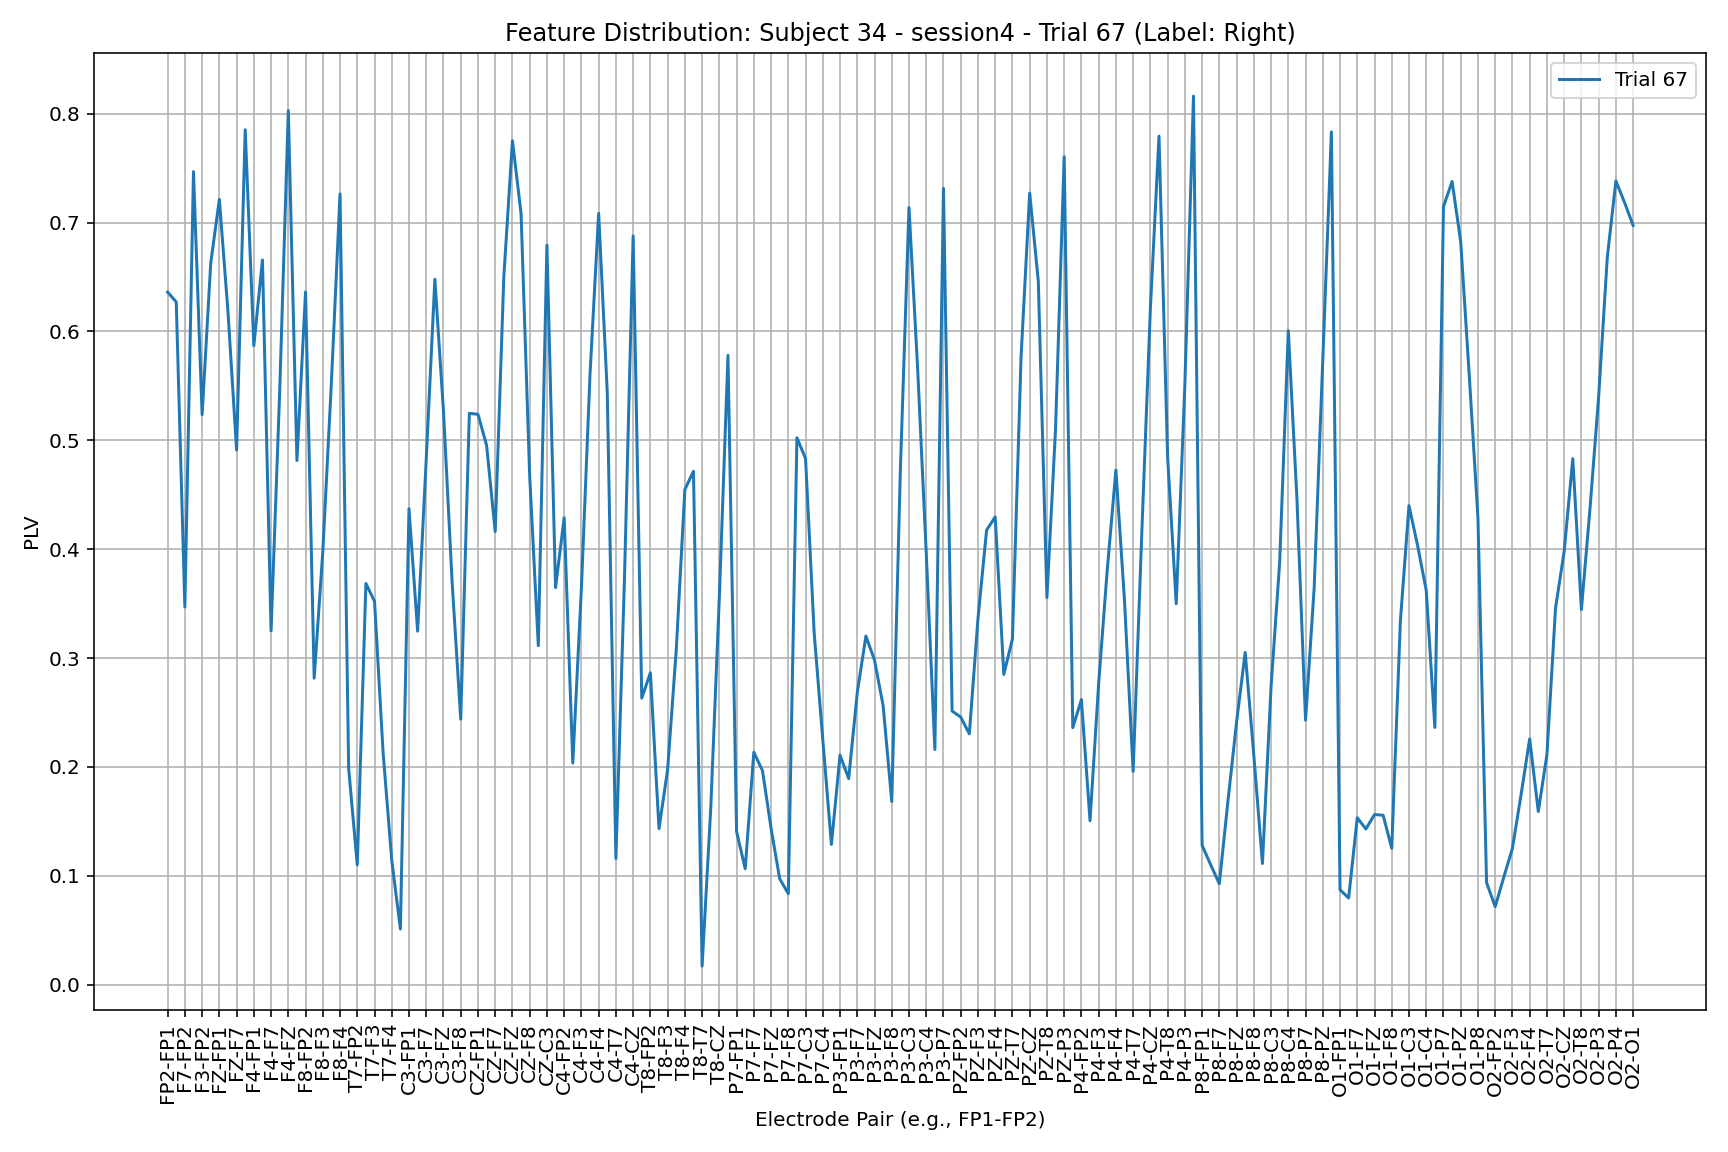 Feature Distribution: Subject 34 - session4 - Trial 67 (Label: Right)
Trial 67
PLV
0.8
0.7
0.6
0.5
0.4
0.3
0.2
0.1
0.0
FP2-FP1
F7-FP2
F3-FP2
FZ-FP1
FZ-F7
F4-FP1
F4-F7
F4-FZ
F8-FP2
F8-F3
F8-F4
T7-FP2
T7-F3
T7-F4
C3-FP1
C3-F7
C3-FZ
C3-F8
CZ-FP1
CZ-F7
CZ-FZ
CZ-F8
CZ-C3
C4-FP2
C4-F3
C4-F4
C4-T7
C4-CZ
T8-FP2
T8-F3
T8-F4
T8-T7
T8-CZ
P7-FP1
P7-F7
P7-FZ
P7-F8
P7-C3
P7-C4
P3-FP1
P3-F7
P3-FZ
P3-F8
P3-C3
P3-C4
P3-P7
PZ-FP2
PZ-F3
PZ-F4
PZ-T7
PZ-CZ
PZ-T8
PZ-P3
P4-FP2
P4-F3
P4-F4
P4-T7
P4-CZ
P4-T8
P4-P3
P8-FP1
P8-F7
P8-FZ
P8-F8
P8-C3
P8-C4
P8-P7
P8-PZ
O1-FP1
O1-F7
O1-FZ
O1-F8
O1-C3
O1-C4
O1-P7
O1-PZ
O1-P8
O2-FP2
O2-F3
O2-F4
O2-T7
O2-CZ
O2-T8
O2-P3
O2-P4
O2-O1
Electrode Pair (e.g., FP1-FP2)